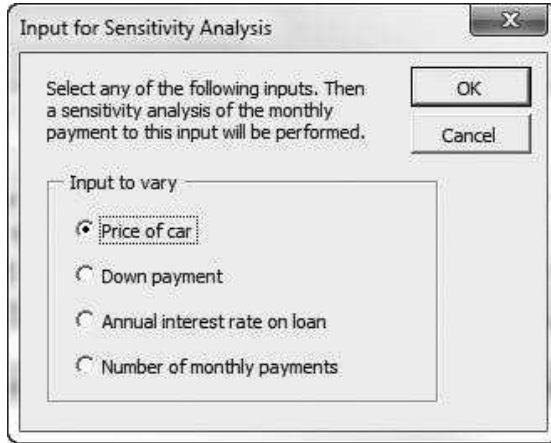 Input for Sensitivity Analysis
Select any of the following inputs. Then
a sensitivity analysis of the monthly
payment to this input will be performed.
OK
Cancel
Input to vary
Price of car
Down payment
Annual interest rate on loan
Number of monthly payments